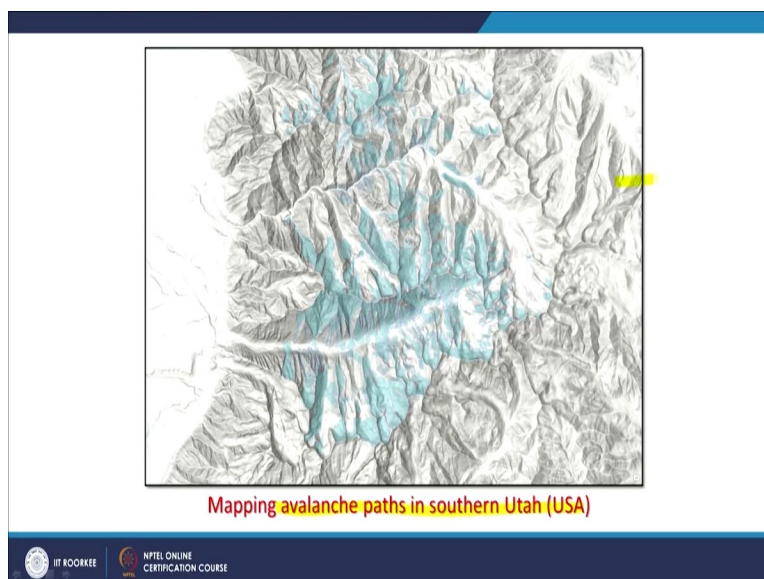 Mapping avalanche paths in southern Utah (USA)
IIT ROORKEE
NPTEL ONLINE
CERTIFICATION COURSE